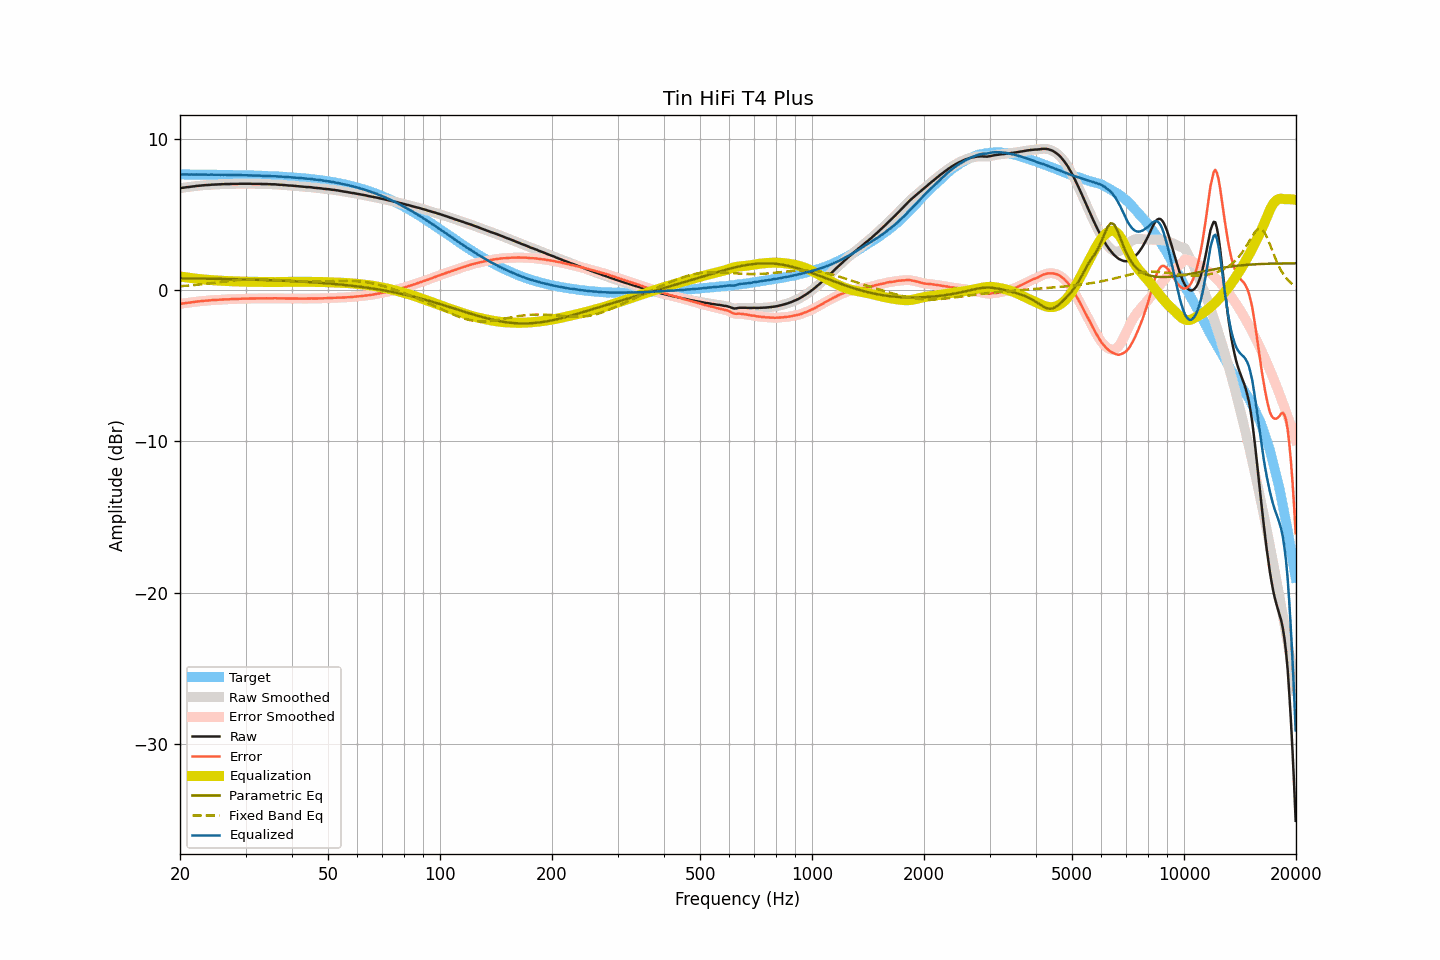 Tin HiFi T4 Plus
Amplitude (dBr)
10
0
−10
−20
−30
Target
Raw Smoothed
Error Smoothed
Raw
Error
Equalization
Parametric Eq
Fixed Band Eq
Equalized
20 50 100 200 500 1000 2000 5000 10000 20000
Frequency (Hz)